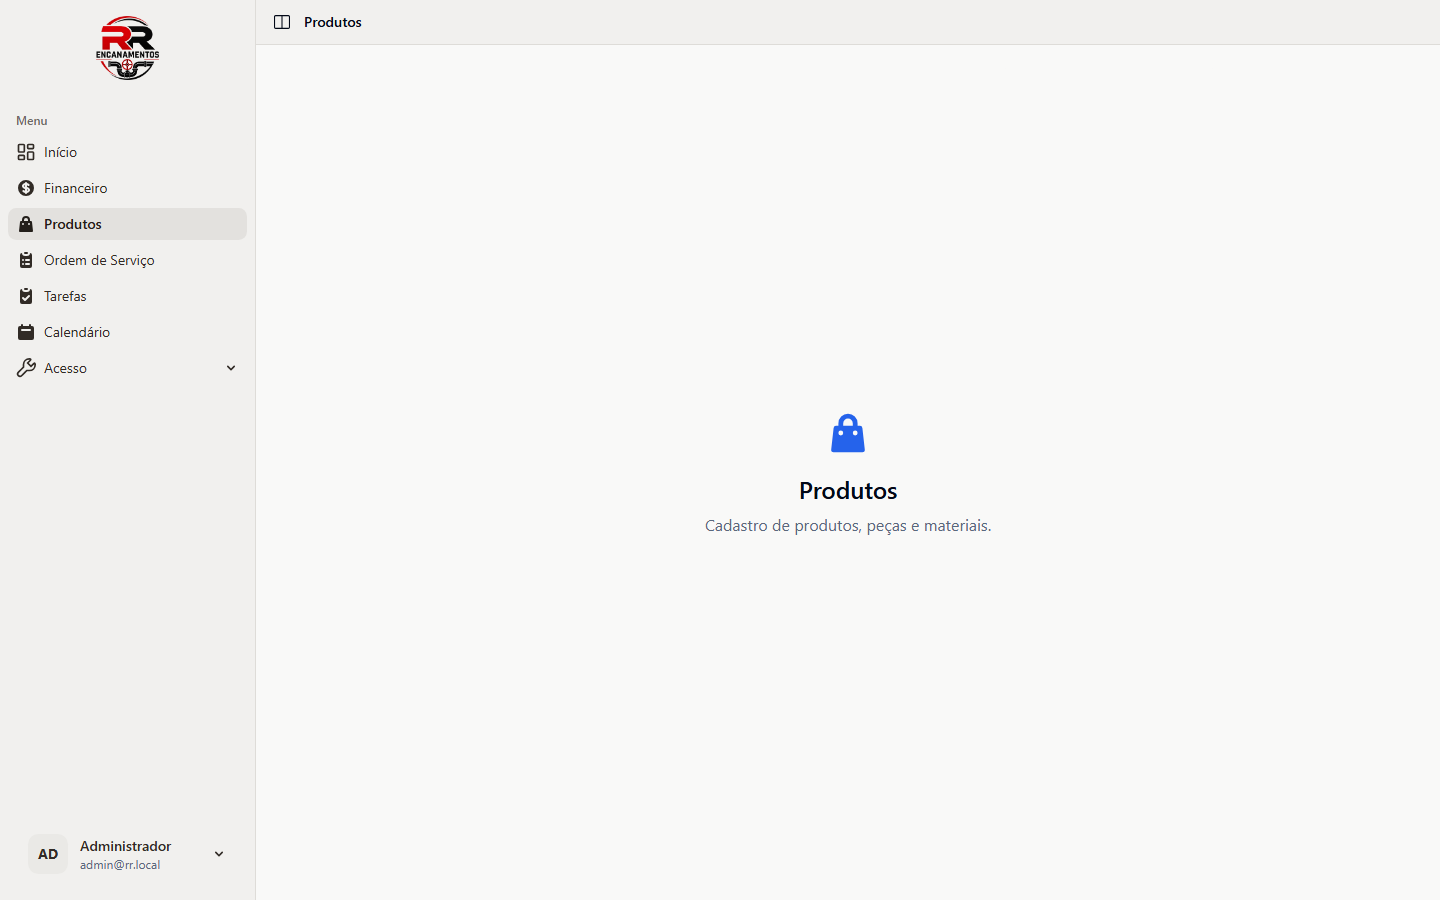 RR
ENCANAMENTOS
Produtos
Menu
Início
Financeiro
Produtos
Ordem de Serviço
Tarefas
Calendário
Acesso
Produtos
Cadastro de produtos, peças e materiais.
AD
Administrador
admin@rr.local